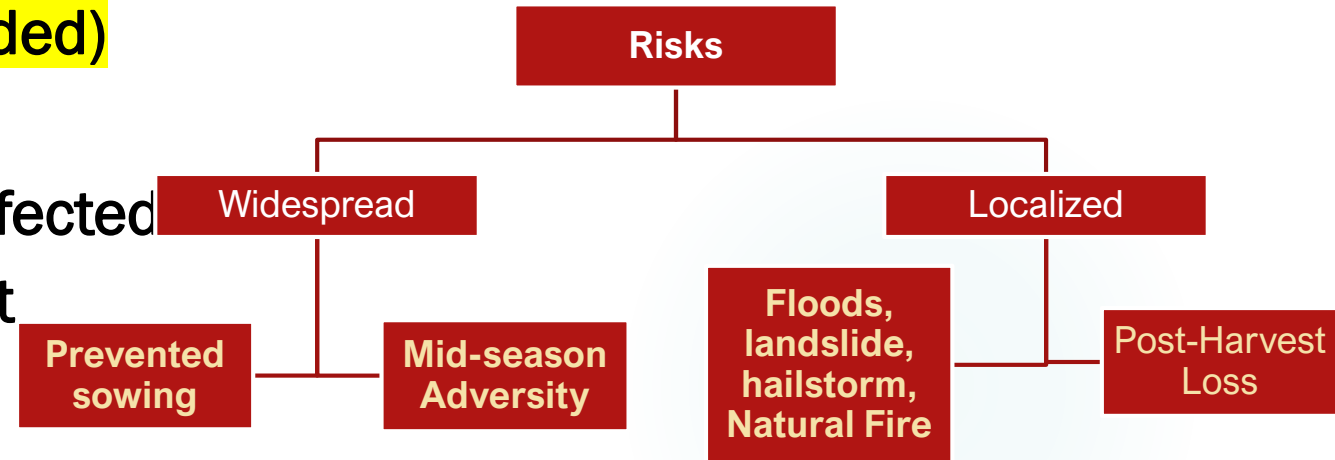 ded)
Risks
fected
Widespread
Localized
t
Prevented
sowing
Mid-season
Adversity
Floods,
landslide,
hailstorm,
Natural Fire
Post-Harvest
Loss